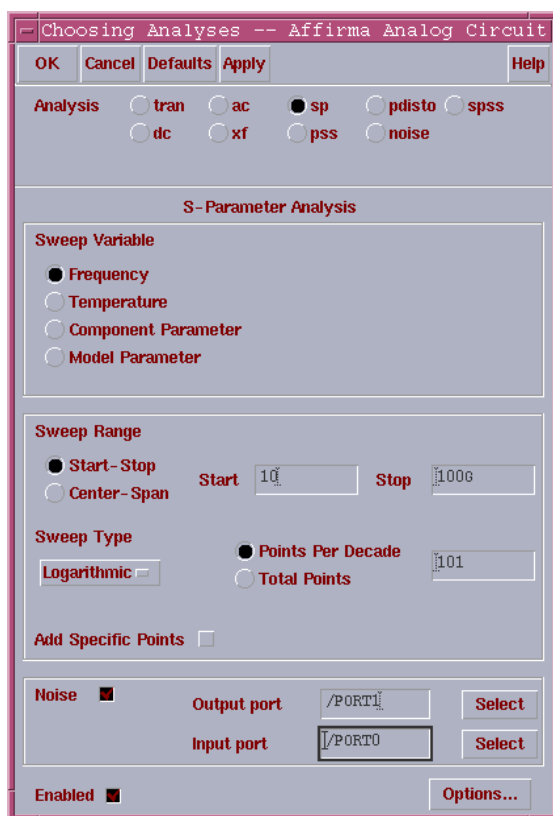 Choosing Analyses -- Affirma Analog Circuit
OK Cancel Defaults Apply Help
Analysis tran ac sp pdisto spss
dc xf pss noise
S-Parameter Analysis
Sweep Variable
Frequency
Temperature
Component Parameter
Model Parameter
Sweep Range
Start-Stop
Start 10 Stop 100G
Center-Span
Sweep Type
Points Per Decade 101
Logarithmic
Total Points
Add Specific Points
Noise Output port /PORT1 Select
Input port /PORT0 Select
Enabled Options...